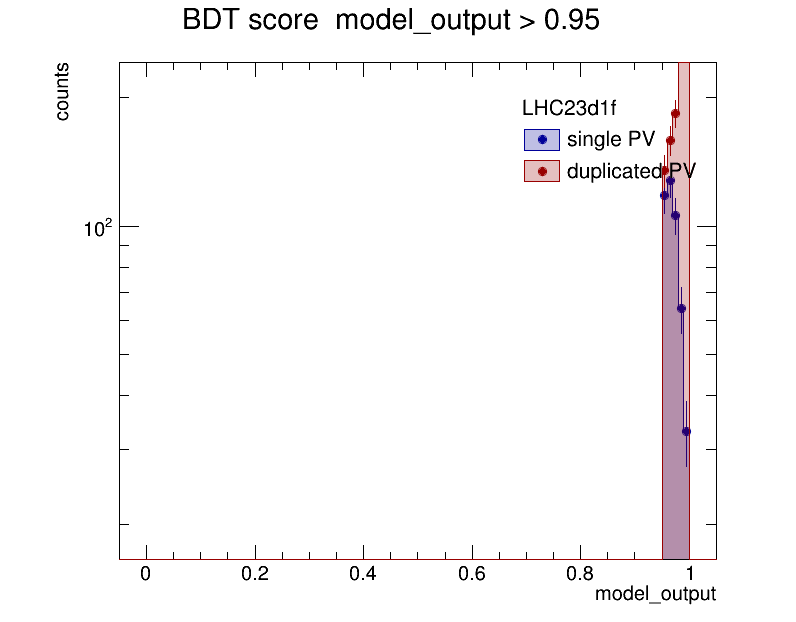 BDT score  model_output > 0.95
counts
LHC23d1f
single PV
duplicated PV
10²
0 0.2 0.4 0.6 0.8 1
model_output